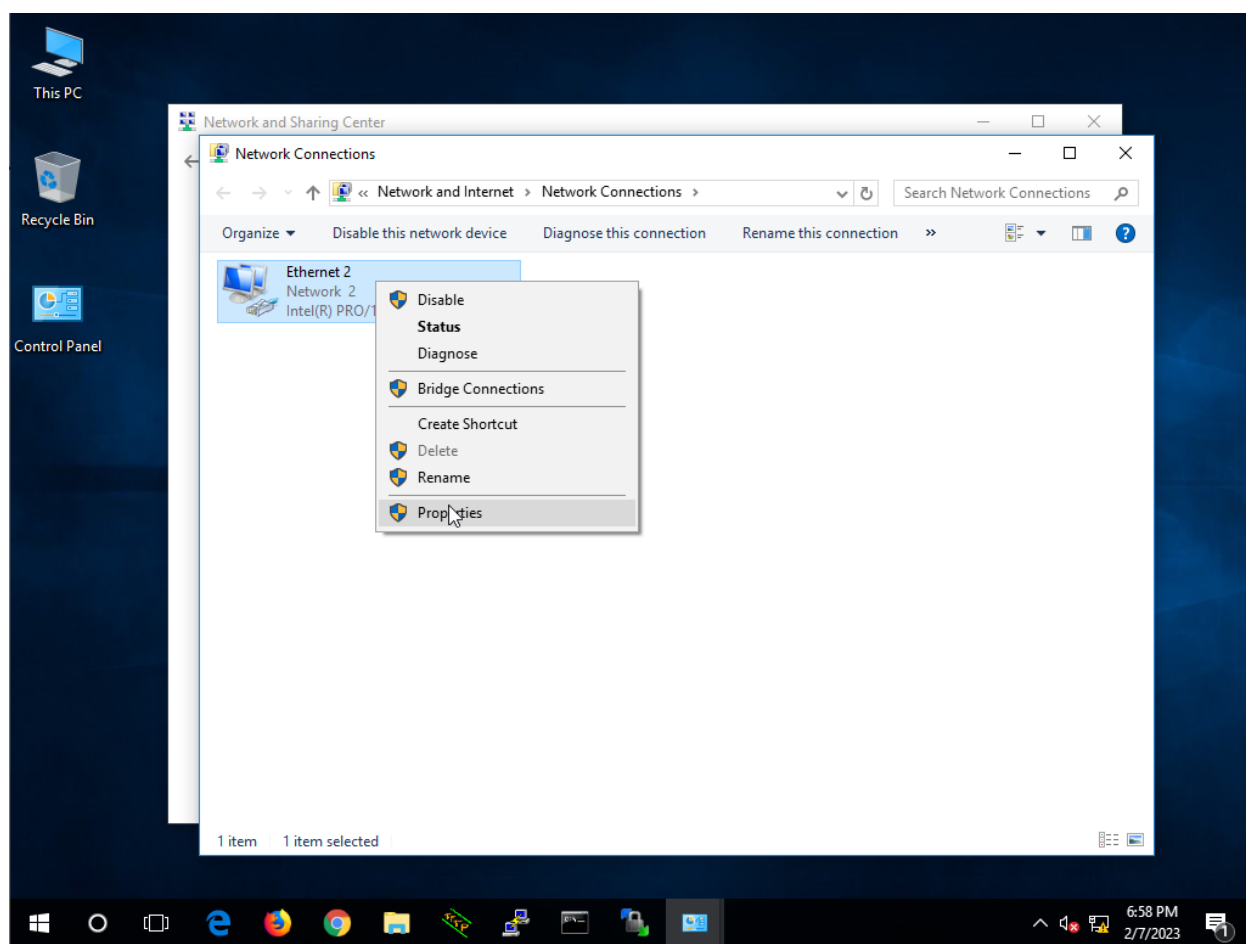 This PC
Recycle Bin
Control Panel
Network and Sharing Center
Network Connections
« Network and Internet > Network Connections >
Search Network Connections
Organize
Disable this network device
Diagnose this connection
Rename this connection
»
Ethernet 2
Network 2
Intel(R) PRO/1
Disable
Status
Diagnose
Bridge Connections
Create Shortcut
Delete
Rename
Properties
1 item
1 item selected
6:58 PM
2/7/2023
1